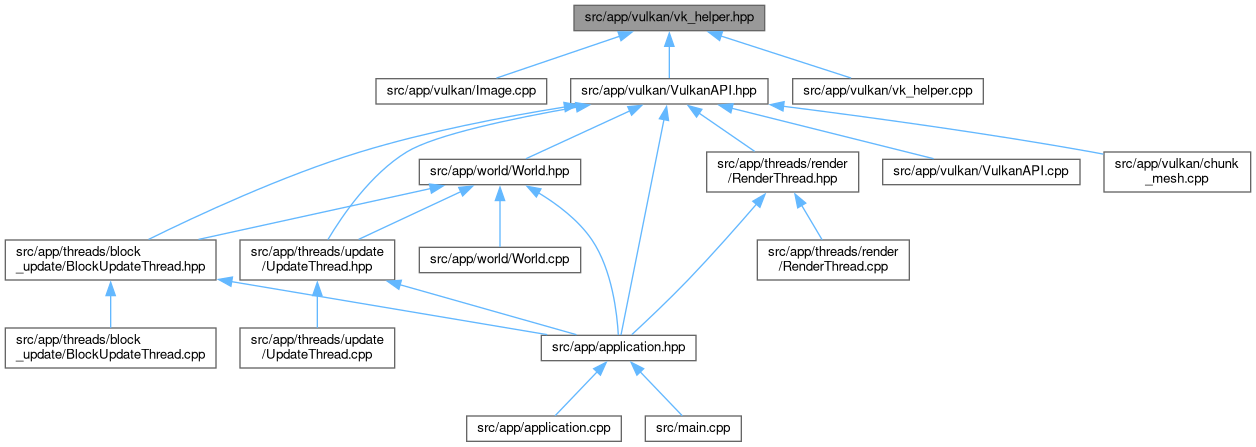 src/app/vulkan/vk_helper.hpp
src/app/vulkan/Image.cpp
src/app/vulkan/VulkanAPI.hpp
src/app/vulkan/vk_helper.cpp
src/app/world/World.hpp
src/app/threads/render
/RenderThread.hpp
src/app/vulkan/VulkanAPI.cpp
src/app/vulkan/chunk
_mesh.cpp
src/app/threads/block
_update/BlockUpdateThread.hpp
src/app/threads/update
/UpdateThread.hpp
src/app/world/World.cpp
src/app/threads/render
/RenderThread.cpp
src/app/threads/block
_update/BlockUpdateThread.cpp
src/app/threads/update
/UpdateThread.cpp
src/app/application.hpp
src/app/application.cpp
src/main.cpp